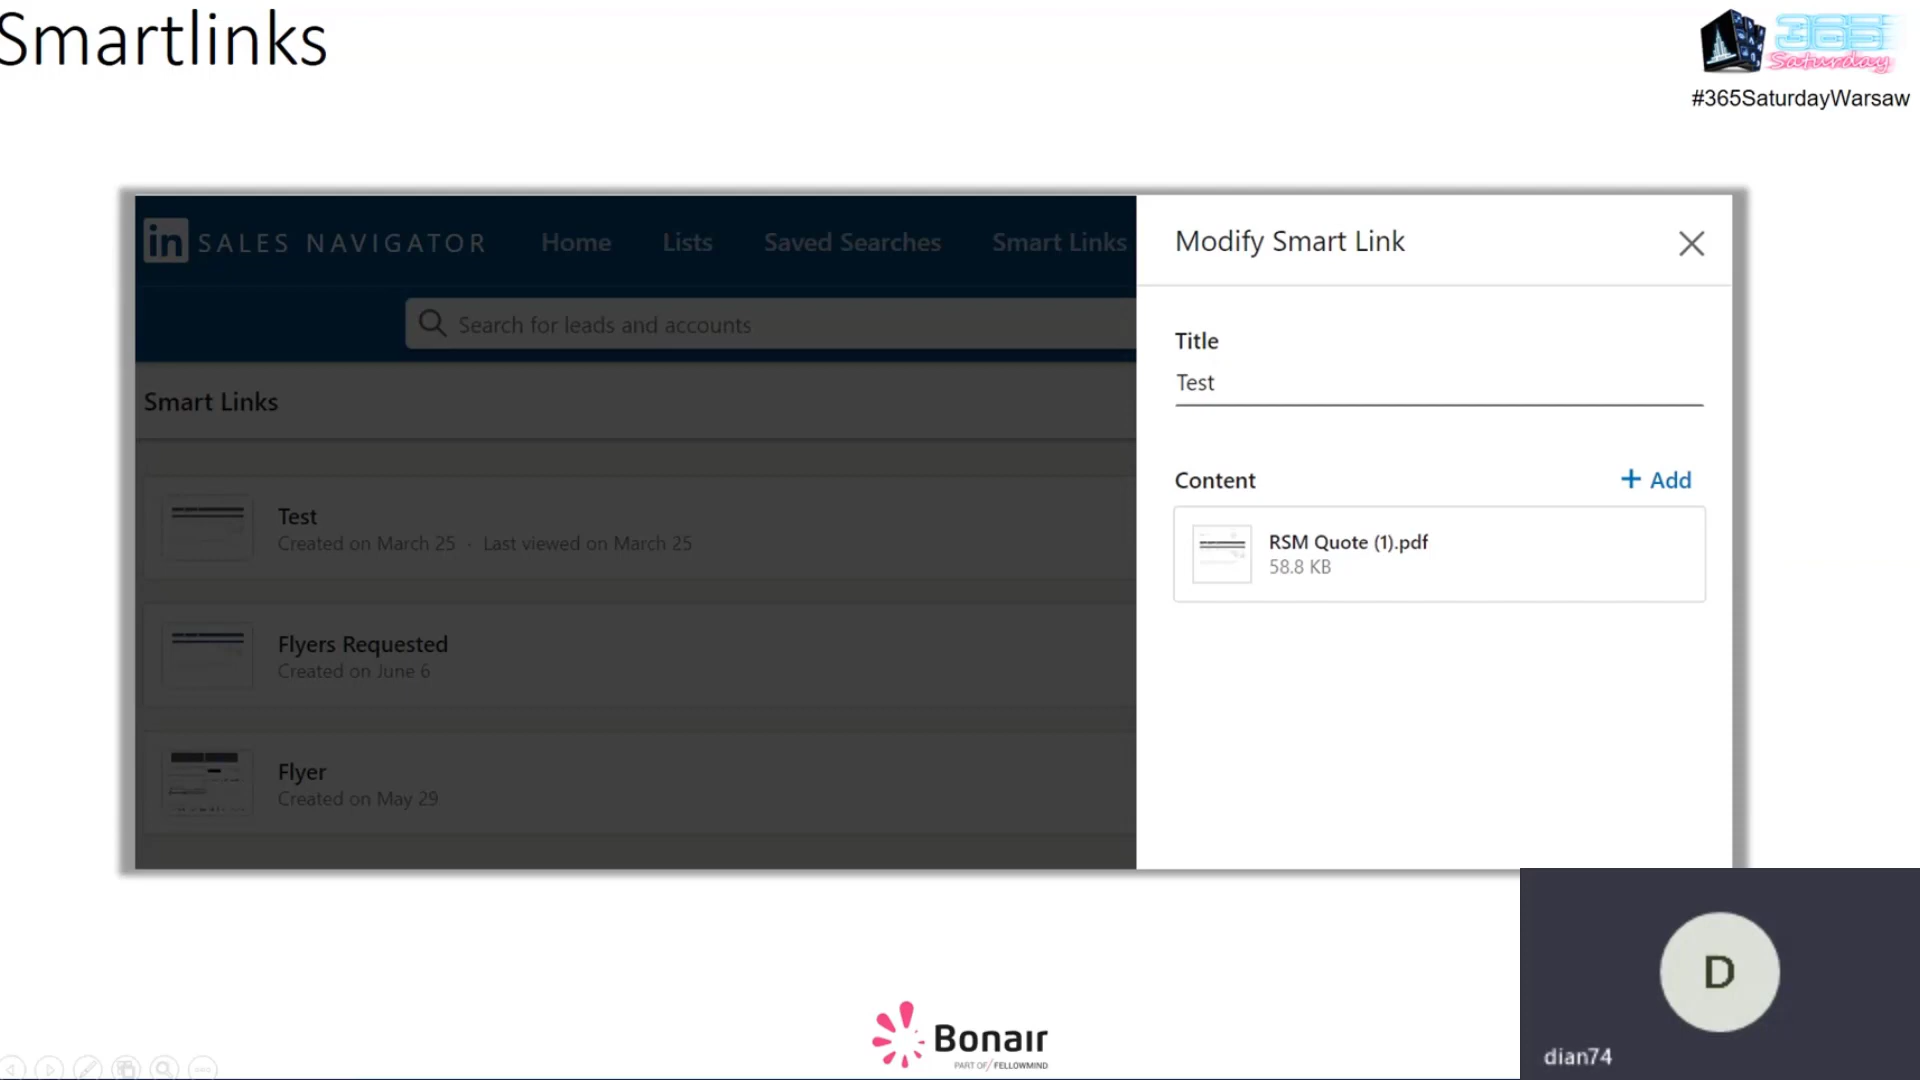 Smartlinks
365
Saturday
#365SaturdayWarsaw
in SALES NAVIGATOR Home Lists Saved Searches Smart Links
Search for leads and accounts
Smart Links
Test
Created on March 25 · Last viewed on March 25
Flyers Requested
Created on June 6
Flyer
Created on May 29
Modify Smart Link
Title
Test
Content + Add
RSM Quote (1).pdf
58.8 KB
Bonair
PART OF / FELLOWMIND
D
dian74